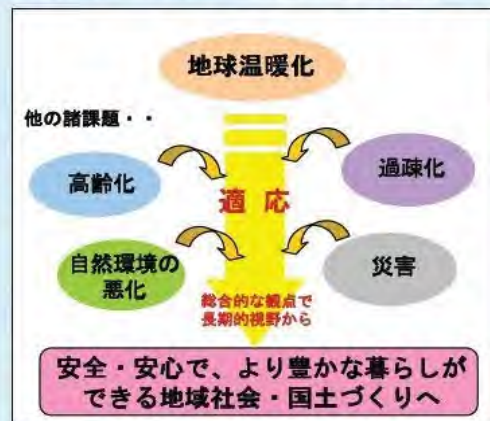 地球温暖化
他の諸課題・・
高齢化
過疎化
適 応
自然環境の
悪化
災害
総合的な観点で
長期的視野から
安全・安心で、より豊かな暮らしが
できる地域社会・国土づくりへ